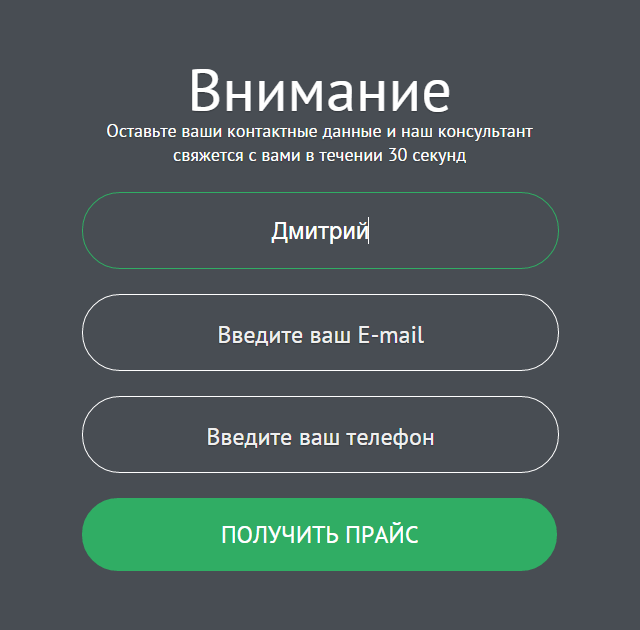 Внимание
Оставьте ваши контактные данные и наш консультант
свяжется с вами в течении 30 секунд
Дмитрий
Введите ваш E-mail
Введите ваш телефон
ПОЛУЧИТЬ ПРАЙС